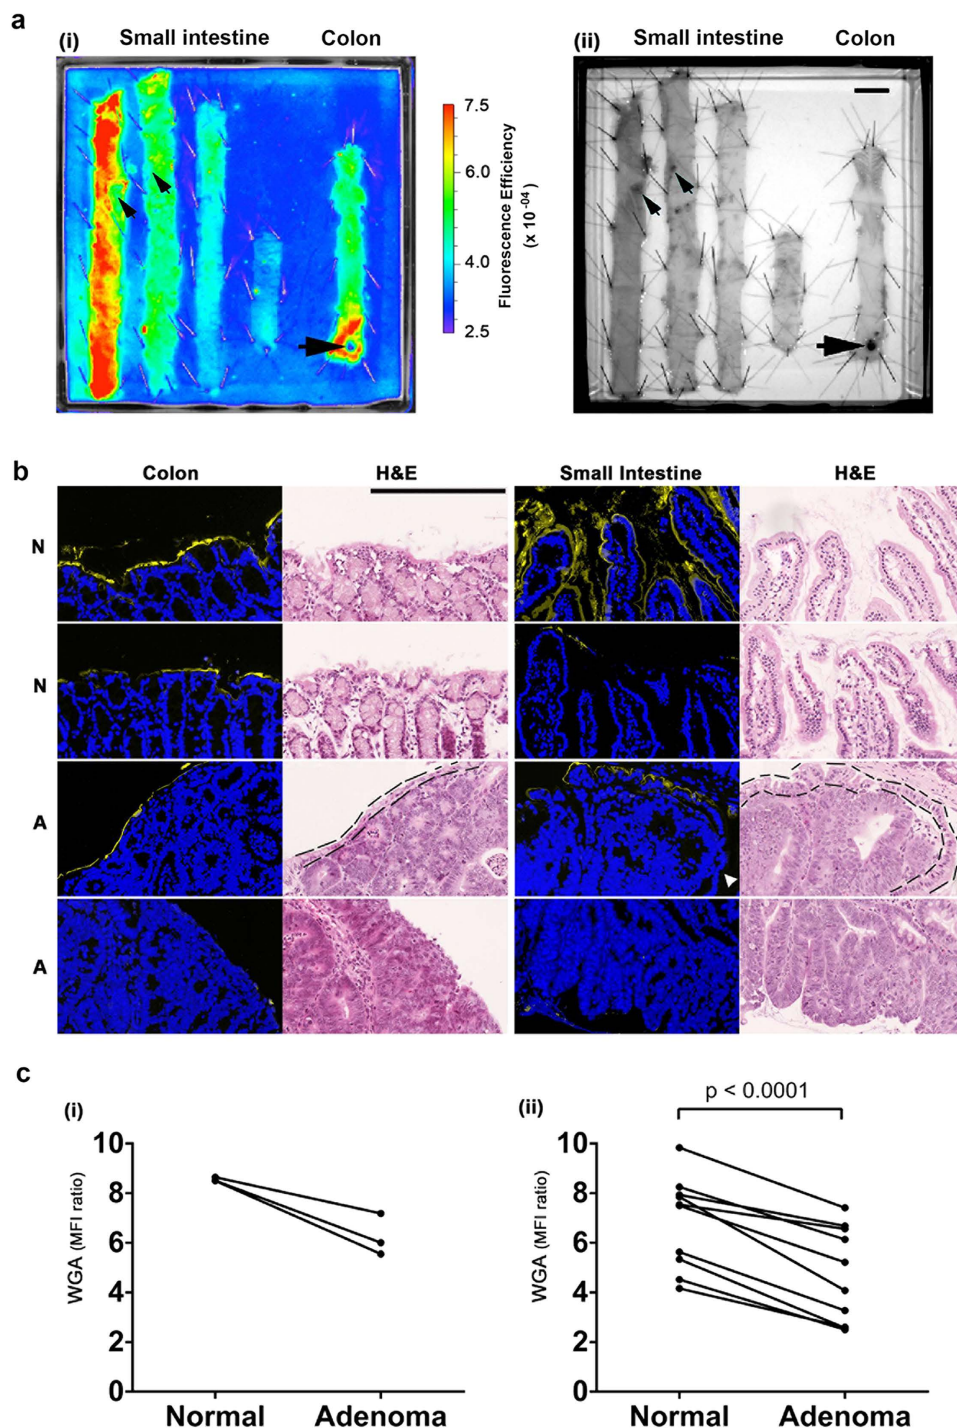 a
(i) Small intestine Colon
(ii) Small intestine Colon
7.5
6.0
4.0
2.5
Fluorescence Efficiency
(x 10⁻⁰⁴)
b
Colon H&E Small Intestine H&E
N
N
A
A
c
(i)
10
8
6
4
2
0
WGA (MFI ratio)
Normal Adenoma
(ii)
p < 0.0001
10
8
6
4
2
0
WGA (MFI ratio)
Normal Adenoma